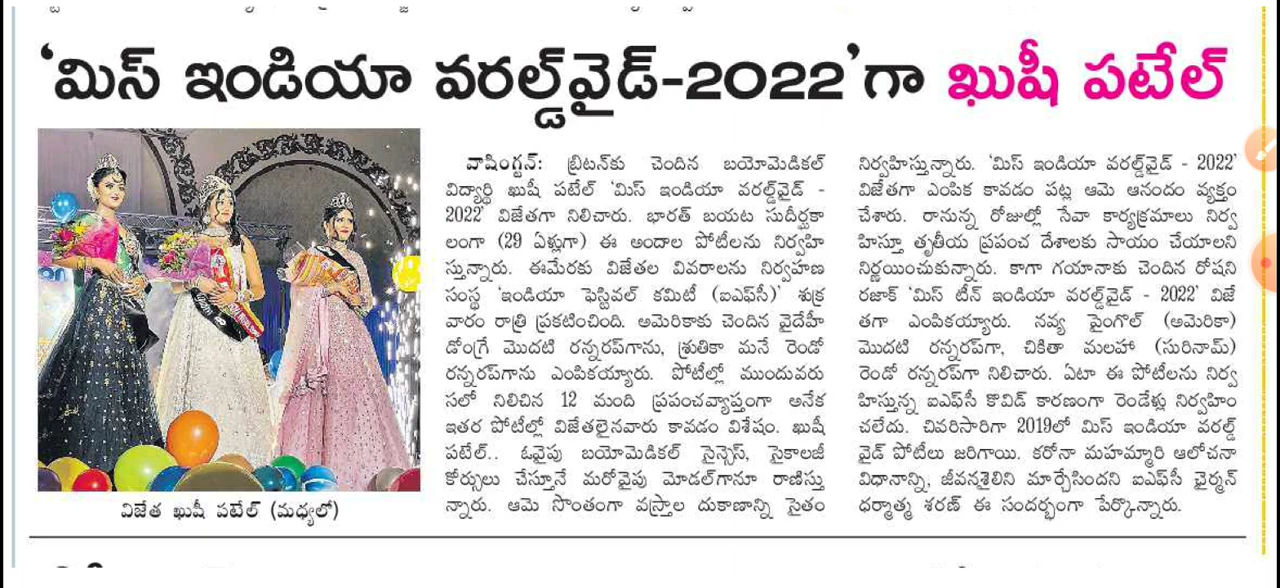 ‘మిస్ ఇండియా వరల్డ్‌వైడ్-2022’గా ఖుషీ పటేల్
వాషింగ్టన్: బ్రిటన్‌కు చెందిన బయోమెడికల్
విద్యార్థి ఖుషీ పటేల్ ‘మిస్ ఇండియా వరల్డ్‌వైడ్ -
2022’ విజేతగా నిలిచారు. భారత్ బయట సుదీర్ఘకా
లంగా (29 ఏళ్లుగా) ఈ అందాల పోటీలను నిర్వహి
స్తున్నారు. ఈమేరకు విజేతల వివరాలను నిర్వహణ
సంస్థ ‘ఇండియా ఫెస్టివల్ కమిటీ (ఐఎఫ్‌సీ)’ శుక్ర
వారం రాత్రి ప్రకటించింది. అమెరికాకు చెందిన వైదేహీ
డోంగ్రే మొదటి రన్నరప్‌గాను, శ్రుతికా మనే రెండో
రన్నరప్‌గాను ఎంపికయ్యారు. పోటీల్లో ముందువరు
సలో నిలిచిన 12 మంది ప్రపంచవ్యాప్తంగా అనేక
ఇతర పోటీల్లో విజేతలైనవారు కావడం విశేషం. ఖుషీ
పటేల్.. ఓవైపు బయోమెడికల్ సైన్సెస్, సైకాలజీ
కోర్సులు చేస్తూనే మరోవైపు మోడల్‌గానూ రాణిస్తు
న్నారు. ఆమె సొంతంగా వస్త్రాల దుకాణాన్ని సైతం
నిర్వహిస్తున్నారు. ‘మిస్ ఇండియా వరల్డ్‌వైడ్ - 2022’
విజేతగా ఎంపిక కావడం పట్ల ఆమె ఆనందం వ్యక్తం
చేశారు. రానున్న రోజుల్లో సేవా కార్యక్రమాలు నిర్వ
హిస్తూ తృతీయ ప్రపంచ దేశాలకు సాయం చేయాలని
నిర్ణయించుకున్నారు. కాగా గయానాకు చెందిన రోషని
రజాక్ ‘మిస్ టీన్ ఇండియా వరల్డ్‌వైడ్ - 2022’ విజే
తగా ఎంపికయ్యారు. నవ్య పైంగొల్ (అమెరికా)
మొదటి రన్నరప్‌గా, చికితా మలహా (సురినామ్)
రెండో రన్నరప్‌గా నిలిచారు. ఏటా ఈ పోటీలను నిర్వ
హిస్తున్న ఐఎఫ్‌సీ కొవిడ్ కారణంగా రెండేళ్లు నిర్వహిం
చలేదు. చివరిసారిగా 2019లో మిస్ ఇండియా వరల్డ్
వైడ్ పోటీలు జరిగాయి. కరోనా మహమ్మారి ఆలోచనా
విధానాన్ని, జీవనశైలిని మార్చేసిందని ఐఎఫ్‌సీ ఛైర్మన్
ధర్మాత్మ శరణ్ ఈ సందర్భంగా పేర్కొన్నారు.
విజేత ఖుషీ పటేల్ (మధ్యలో)